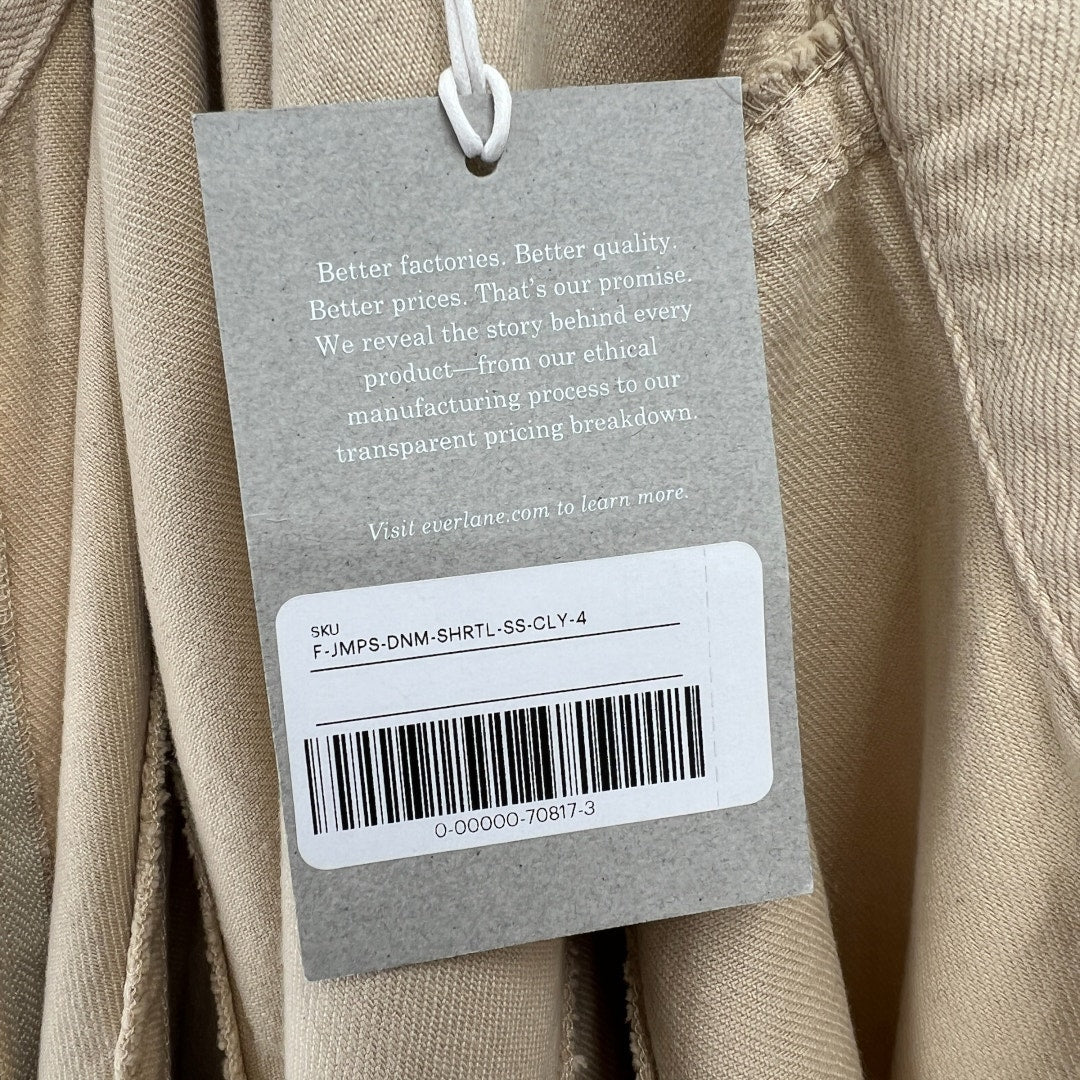 Better factories. Better quality.
Better prices. That's our promise.
We reveal the story behind every
product—from our ethical
manufacturing process to our
transparent pricing breakdown.
Visit everlane.com to learn more.
SKU
F-JMPS-DNM-SHRTL-SS-CLY-4
0-00000-70817-3